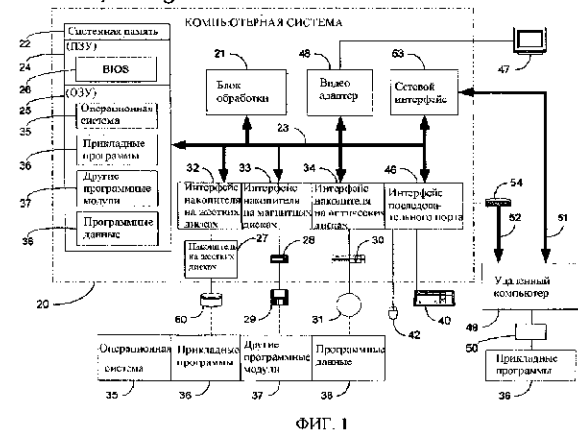 КОМПЬЮТЕРНАЯ СИСТЕМА
22
Системная память
(ПЗУ)
24
BIOS
26
(ОЗУ)
25
Операционная
система
35
Прикладные
программы
36
Другие
программные
модули
37
Программные
данные
38
20
21
Блок
обработки
48
Видео
адаптер
53
Сетевой
интерфейс
47
23
32
33
34
46
Интерфейс
накопителя
на жестких
дисках
Интерфейс
накопителя
на магнитных
дисках
Интерфейс
накопителя
на оптических
дисках
Интерфейс
последова-
тельного порта
54
52
51
Накопитель
на жестких
дисках
27
28
30
60
29
31
42
40
Удаленный
компьютер
49
50
Прикладные
программы
36
Операционная
система
Прикладные
программы
Другие
программные
модули
Программные
данные
35
36
37
38
ФИГ. 1